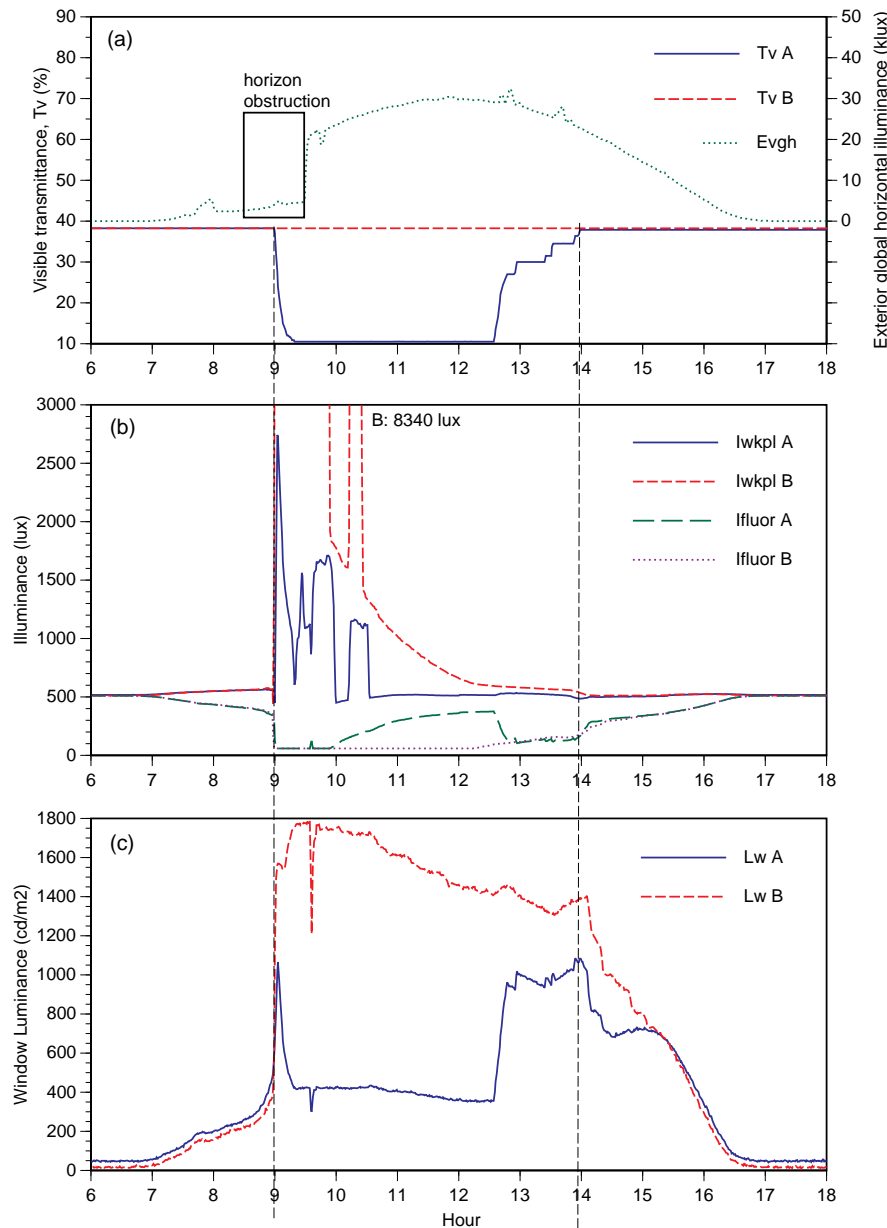 (a)
Tv A
Tv B
Evgh
horizon
obstruction
Visible transmittance, Tv (%)
90
80
70
60
50
40
30
20
10
Exterior global horizontal illuminance (klux)
50
40
30
20
10
0
6 7 8 9 10 11 12 13 14 15 16 17 18
(b)
B: 8340 lux
Iwkpl A
Iwkpl B
Ifluor A
Ifluor B
Illuminance (lux)
3000
2500
2000
1500
1000
500
0
6 7 8 9 10 11 12 13 14 15 16 17 18
(c)
Lw A
Lw B
Window Luminance (cd/m2)
1800
1600
1400
1200
1000
800
600
400
200
0
6 7 8 9 10 11 12 13 14 15 16 17 18
Hour